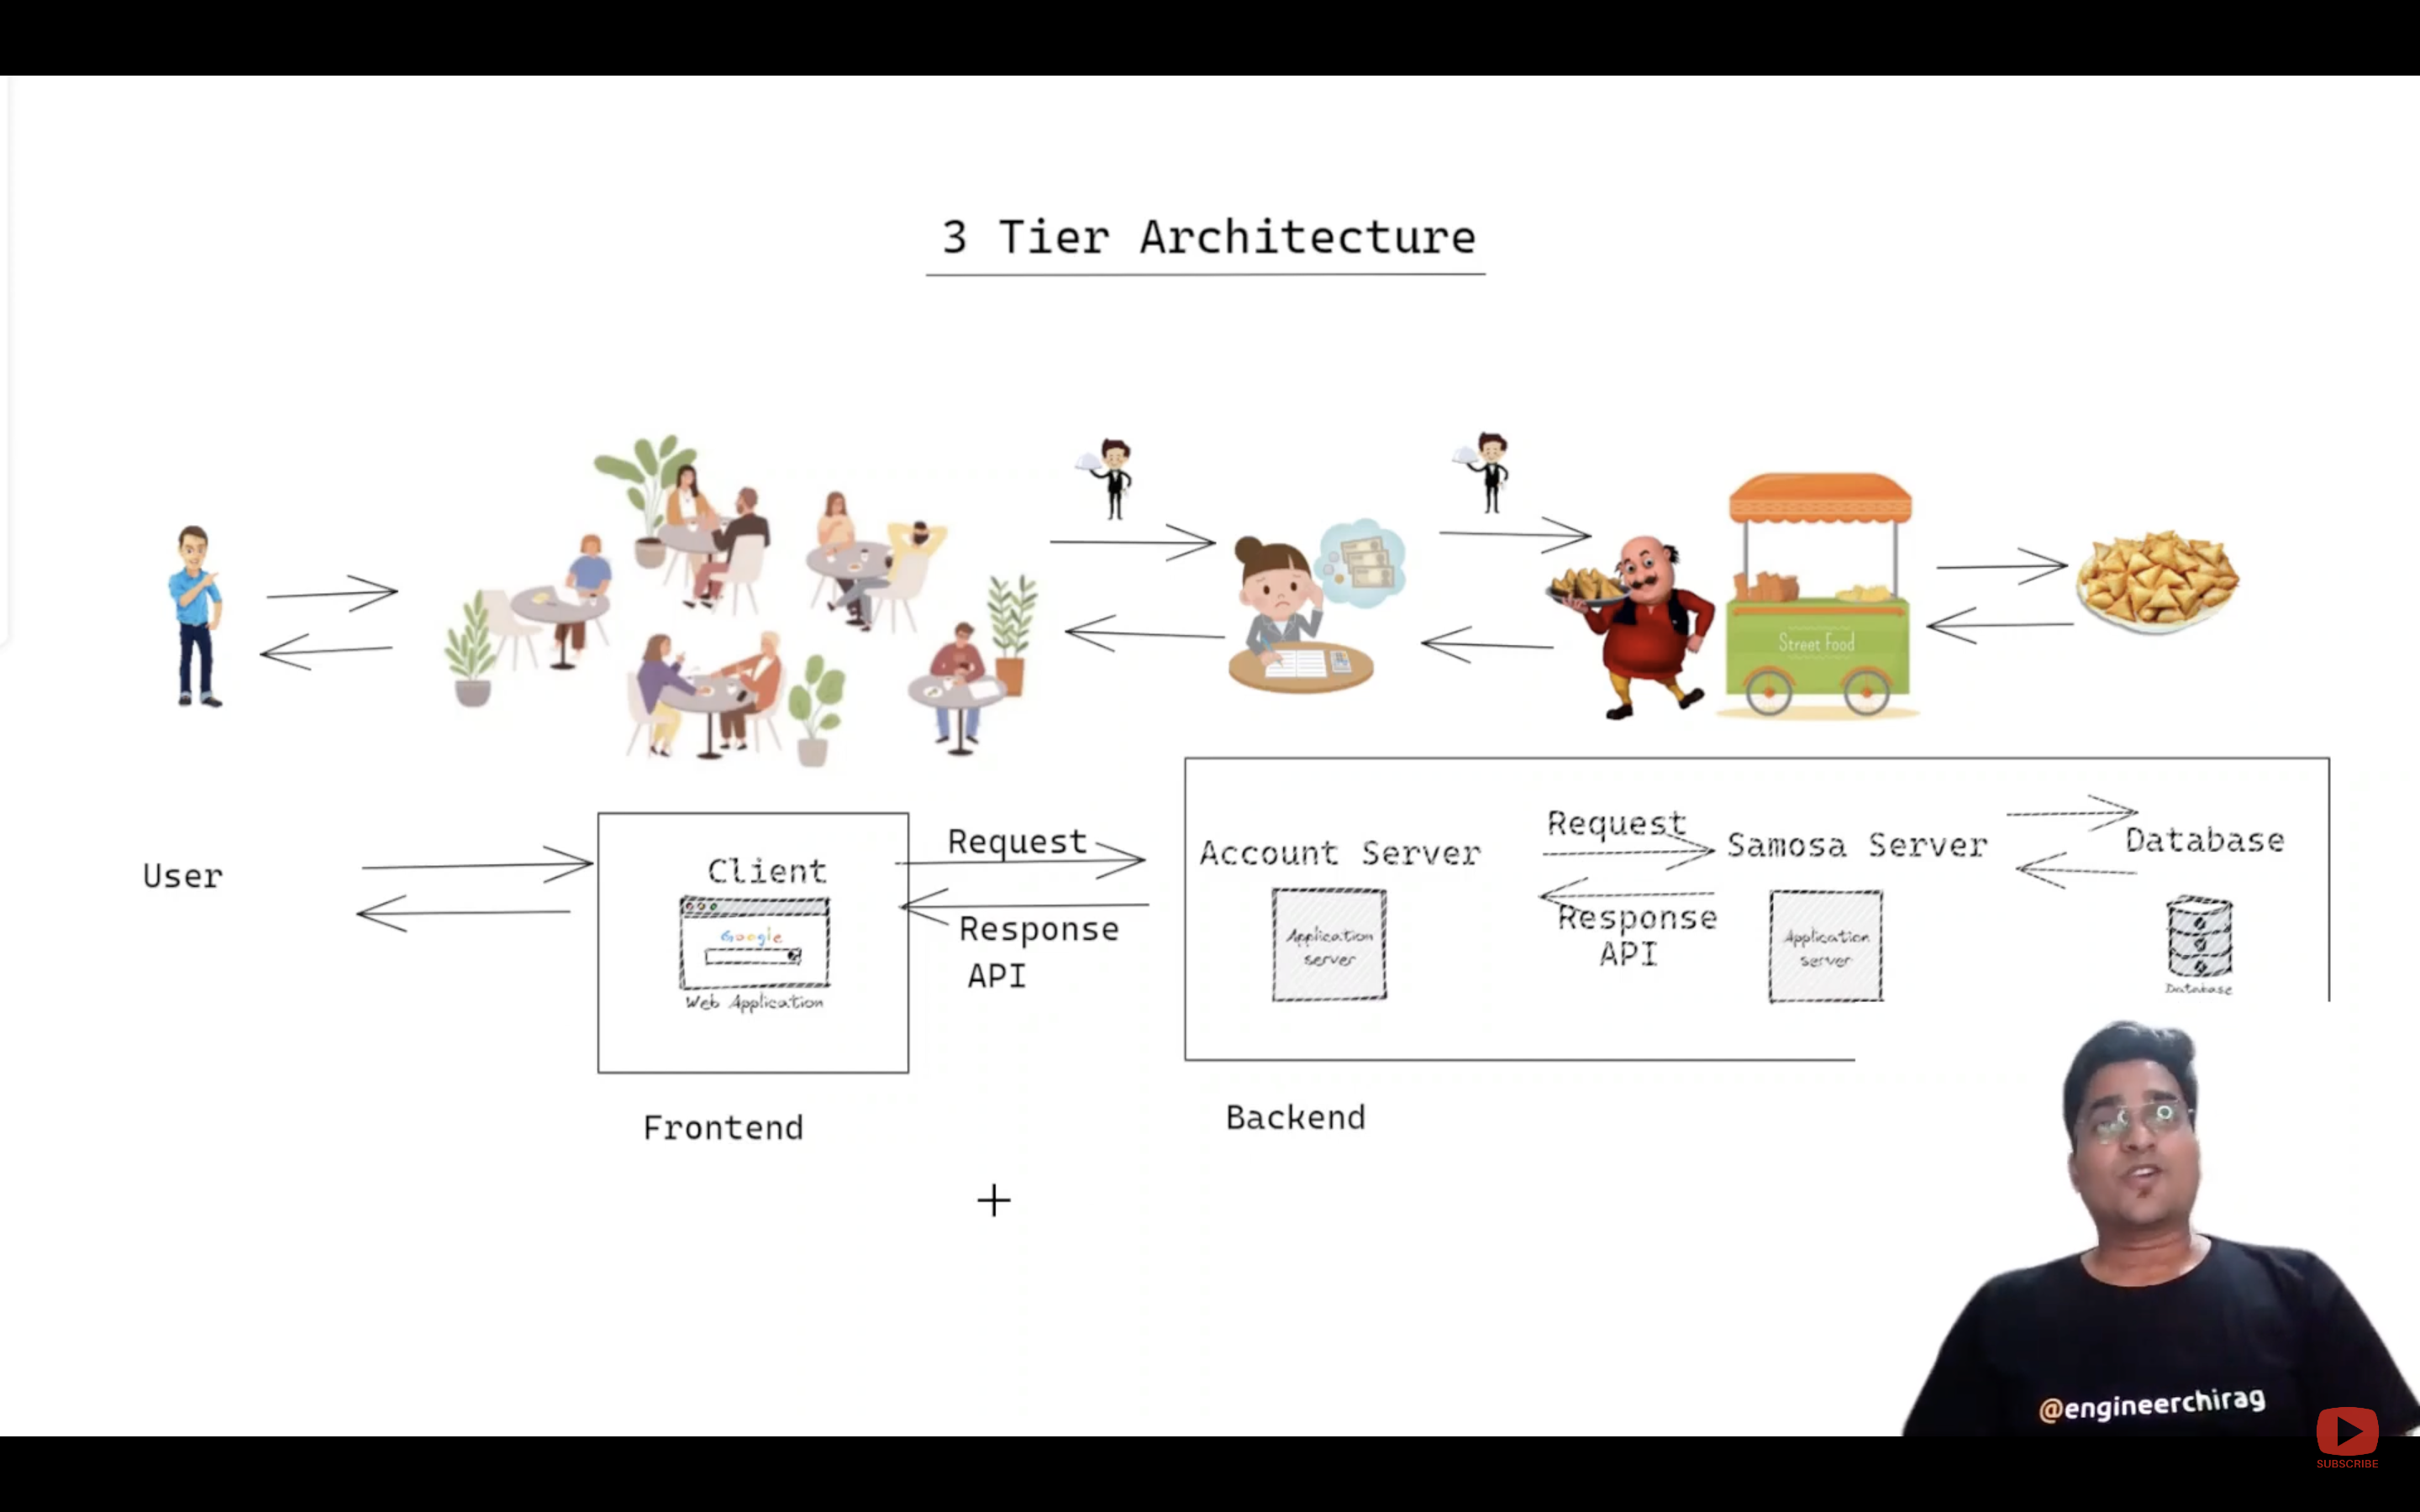 3 Tier Architecture
Street Food
User
Client
Google
Web Application
Request
Response
API
Account Server
Application
server
Request
Response
API
Samosa Server
Application
server
Database
Database
Frontend
Backend
@engineerchirag
SUBSCRIBE